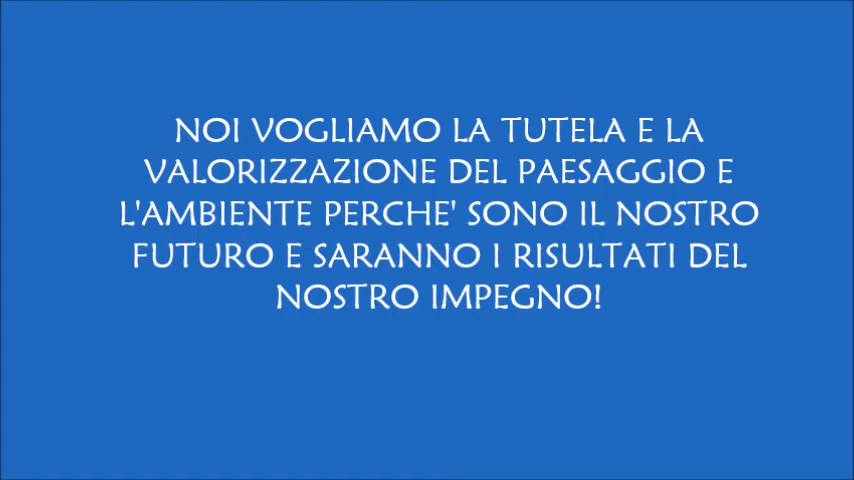 NOI VOGLIAMO LA TUTELA E LA
VALORIZZAZIONE DEL PAESAGGIO E
L'AMBIENTE PERCHE' SONO IL NOSTRO
FUTURO E SARANNO I RISULTATI DEL
NOSTRO IMPEGNO!